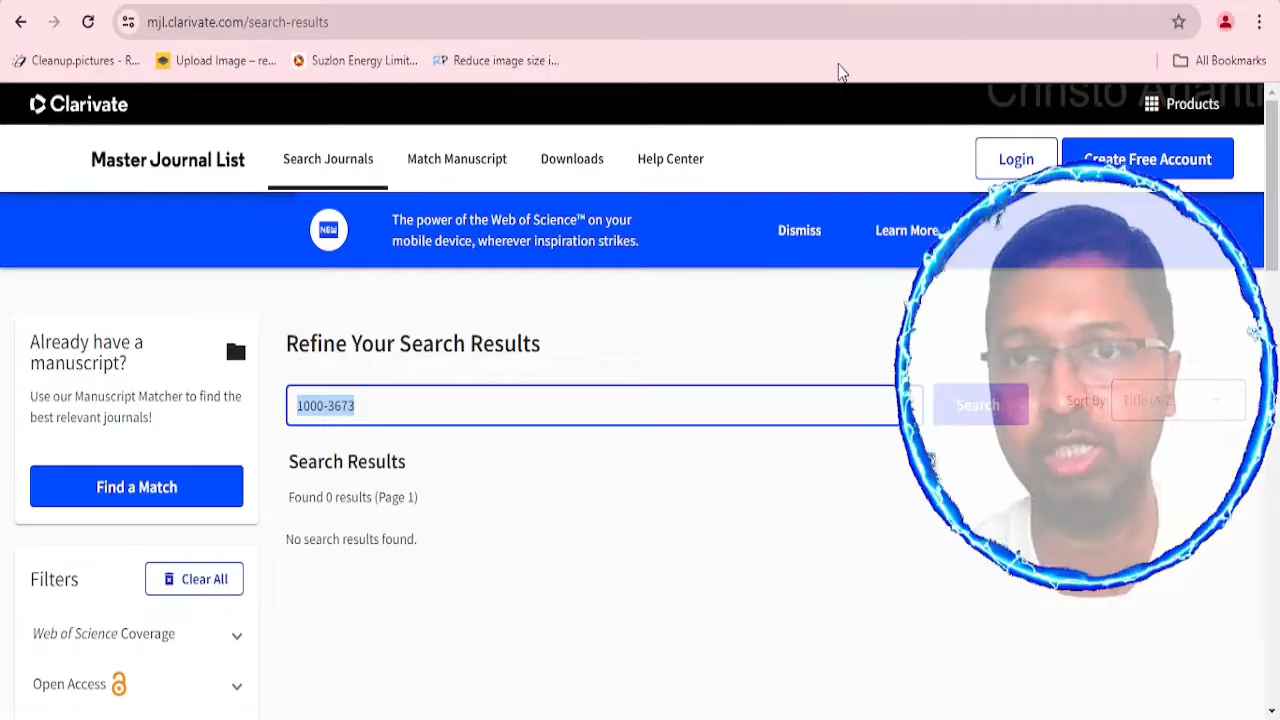 mjl.clarivate.com/search-results
Cleanup.pictures - R... Upload Image – re... Suzlon Energy Limit... Reduce image size i... All Bookmarks
Clarivate Products
Master Journal List Search Journals Match Manuscript Downloads Help Center Login Create Free Account
NEW
The power of the Web of Science™ on your
mobile device, wherever inspiration strikes.
Dismiss Learn More
Already have a
manuscript?
Use our Manuscript Matcher to find the
best relevant journals!
Find a Match
Refine Your Search Results
1000-3673 Search Sort By: Title (A-Z
Search Results
Found 0 results (Page 1)
No search results found.
Filters Clear All
Web of Science Coverage
Open Access